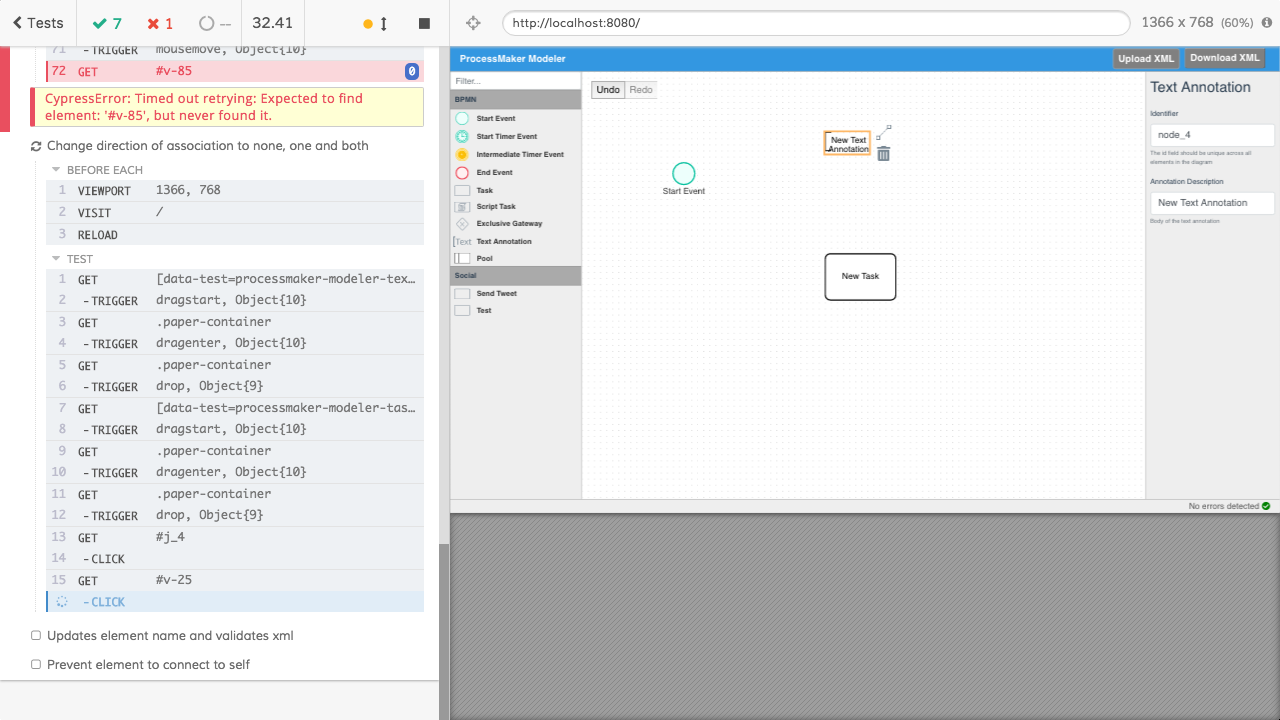 Tests
7
1
--
32.41
http://localhost:8080/
1366 x 768 (60%)
71 -TRIGGER mousemove, Object{10}
72 GET #v-85 0
CypressError: Timed out retrying: Expected to find
element: '#v-85', but never found it.
BEFORE EACH
1 VIEWPORT 1366, 768
2 VISIT /
3 RELOAD
TEST
1 GET [data-test=processmaker-modeler-tex…
2 -TRIGGER dragstart, Object{10}
3 GET .paper-container
4 -TRIGGER dragenter, Object{10}
5 GET .paper-container
6 -TRIGGER drop, Object{9}
7 GET [data-test=processmaker-modeler-tas…
8 -TRIGGER dragstart, Object{10}
9 GET .paper-container
10 -TRIGGER dragenter, Object{10}
11 GET .paper-container
12 -TRIGGER drop, Object{9}
13 GET #j_4
14 -CLICK
15 GET #v-25
-CLICK
Change direction association to none, one and both
Updates element name and validates xml
Prevent element to connect to self
ProcessMaker Modeler
Upload XML
Download XML
Filter...
BPMN
Start Event
Start Timer Event
Intermediate Timer Event
End Event
Task
Script Task
Exclusive Gateway
Text Text Annotation
Pool
Social
Send Tweet
Test
Undo
Redo
New Text
Annotation
Start Event
New Task
Text Annotation
Identifier
node_4
The id field should be unique across all
elements in the diagram
Annotation Description
New Text Annotation
Body of the text annotation
No errors detected